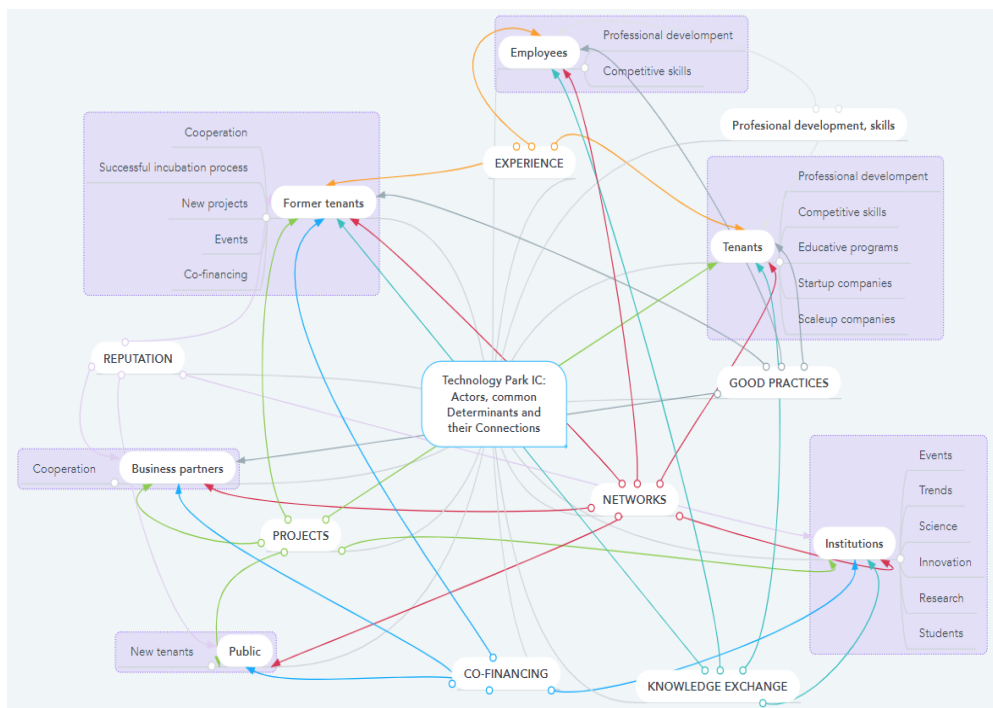 Employees
Professional development
Competitive skills
Profesional development, skills
Cooperation
Successful incubation process
New projects
Events
Co-financing
Former tenants
EXPERIENCE
Tenants
Professional development
Competitive skills
Educative programs
Startup companies
Scaleup companies
REPUTATION
Technology Park IC:
Actors, common
Determinants and
their Connections
GOOD PRACTICES
Cooperation
Business partners
NETWORKS
PROJECTS
Institutions
Events
Trends
Science
Innovation
Research
Students
New tenants
Public
CO-FINANCING
KNOWLEDGE EXCHANGE